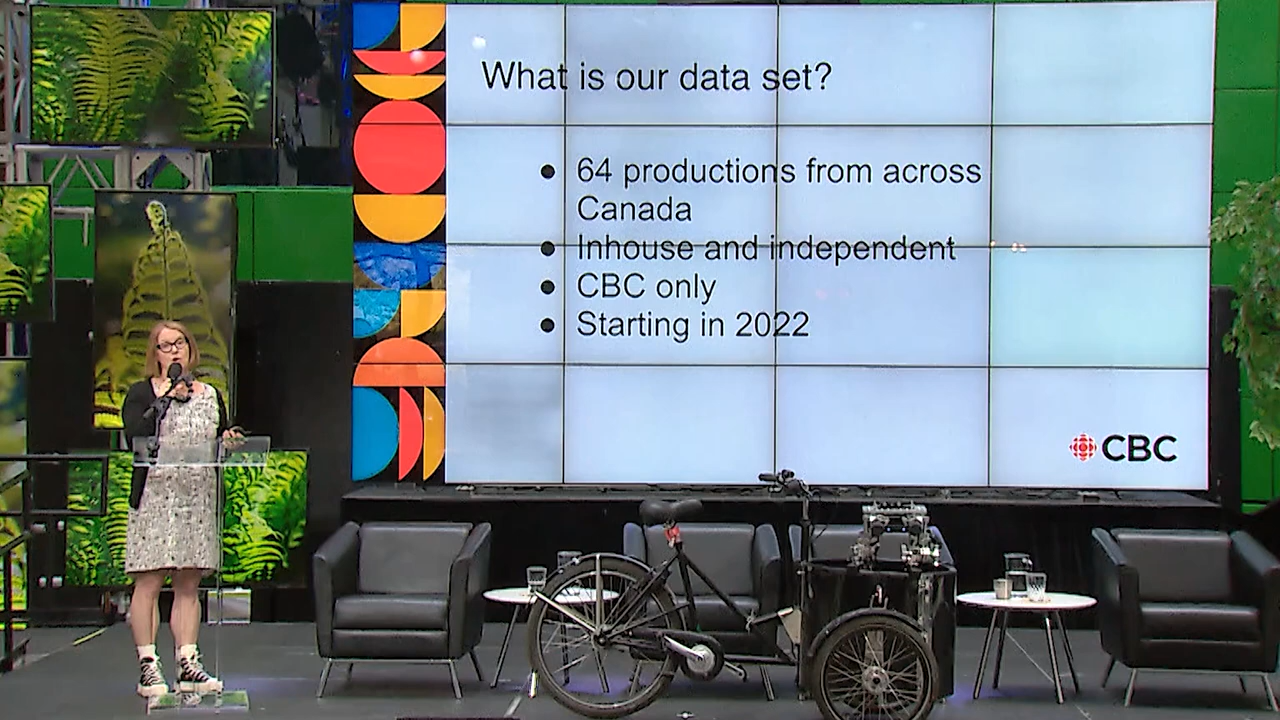 What is our data set?
● 64 productions from across
Canada
● Inhouse and independent
● CBC only
● Starting in 2022
CBC